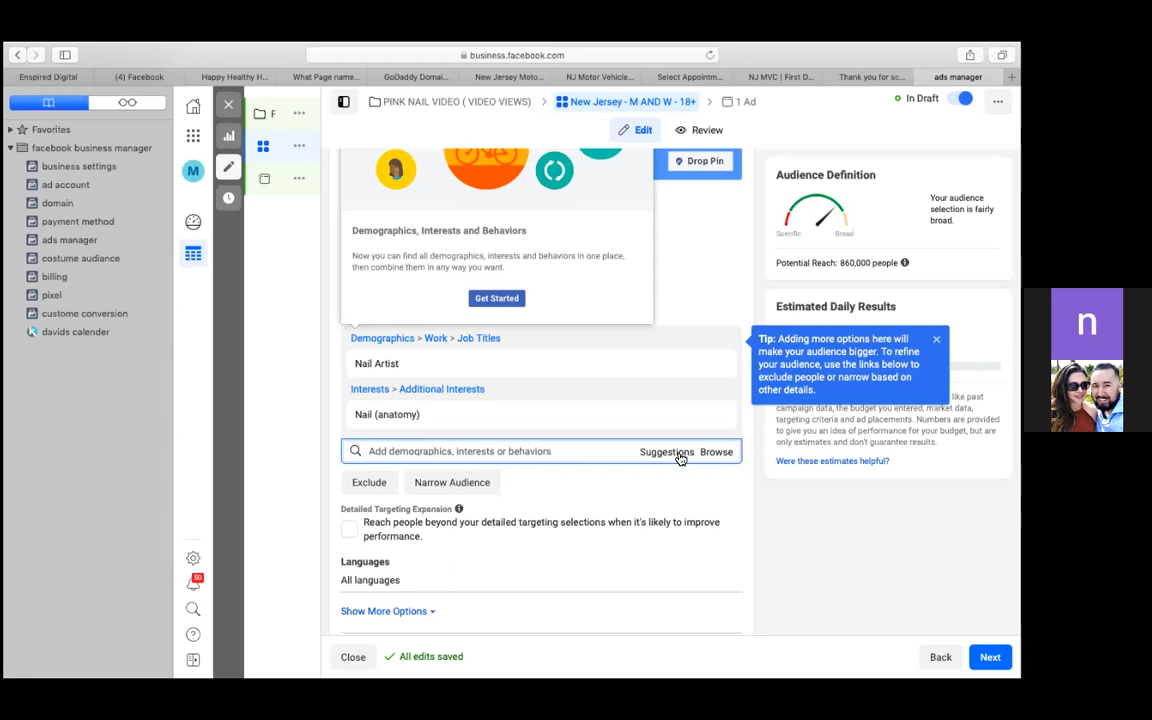 business.facebook.com
Enspired Digital
(4) Facebook
Happy Healthy H...
What Page name...
GoDaddy Domai...
New Jersey Moto...
NJ Motor Vehicle...
Select Appointm...
NJ MVC | First D...
Thank you for sc...
ads manager
Favorites
facebook business manager
business settings
ad account
domain
payment method
ads manager
costume audiance
billing
pixel
custome conversion
davids calender
M
50
F
PINK NAIL VIDEO ( VIDEO VIEWS)
New Jersey - M AND W - 18+
1 Ad
In Draft
Edit
Review
Drop Pin
Demographics, Interests and Behaviors
Now you can find all demographics, interests and behaviors in one place,
then combine them in any way you want.
Get Started
Demographics > Work > Job Titles
Nail Artist
Interests > Additional Interests
Nail (anatomy)
Add demographics, interests or behaviors
Suggestions
Browse
Exclude
Narrow Audience
Detailed Targeting Expansion
Reach people beyond your detailed targeting selections when it's likely to improve
performance.
Languages
All languages
Show More Options
Close
All edits saved
Back
Next
Audience Definition
Specific
Broad
Your audience
selection is fairly
broad.
Potential Reach: 860,000 people
Estimated Daily Results
Tip: Adding more options here will
make your audience bigger. To refine
your audience, use the links below to
exclude people or narrow based on
other details.
like past
campaign data, the budget you entered, market data,
targeting criteria and ad placements. Numbers are provided
to give you an idea of performance for your budget, but are
only estimates and don't guarantee results.
Were these estimates helpful?
n